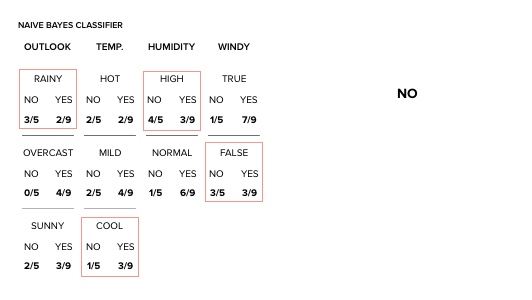 NAIVE BAYES CLASSIFIER
OUTLOOK TEMP. HUMIDITY WINDY
RAINY HOT HIGH TRUE
NO YES NO YES NO YES NO YES
3/5 2/9 2/5 2/9 4/5 3/9 1/5 7/9
NO
OVERCAST MILD NORMAL FALSE
NO YES NO YES NO YES NO YES
0/5 4/9 2/5 4/9 1/5 6/9 3/5 3/9
SUNNY COOL
NO YES NO YES
2/5 3/9 1/5 3/9